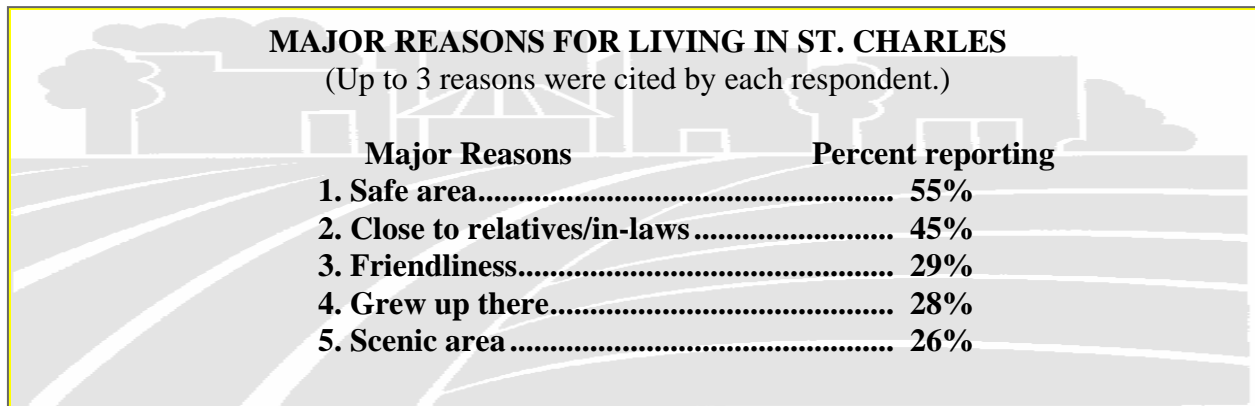 MAJOR REASONS FOR LIVING IN ST. CHARLES
(Up to 3 reasons were cited by each respondent.)
Major Reasons Percent reporting
1. Safe area.................................................. 55%
2. Close to relatives/in-laws........................ 45%
3. Friendliness............................................. 29%
4. Grew up there......................................... 28%
5. Scenic area.............................................. 26%